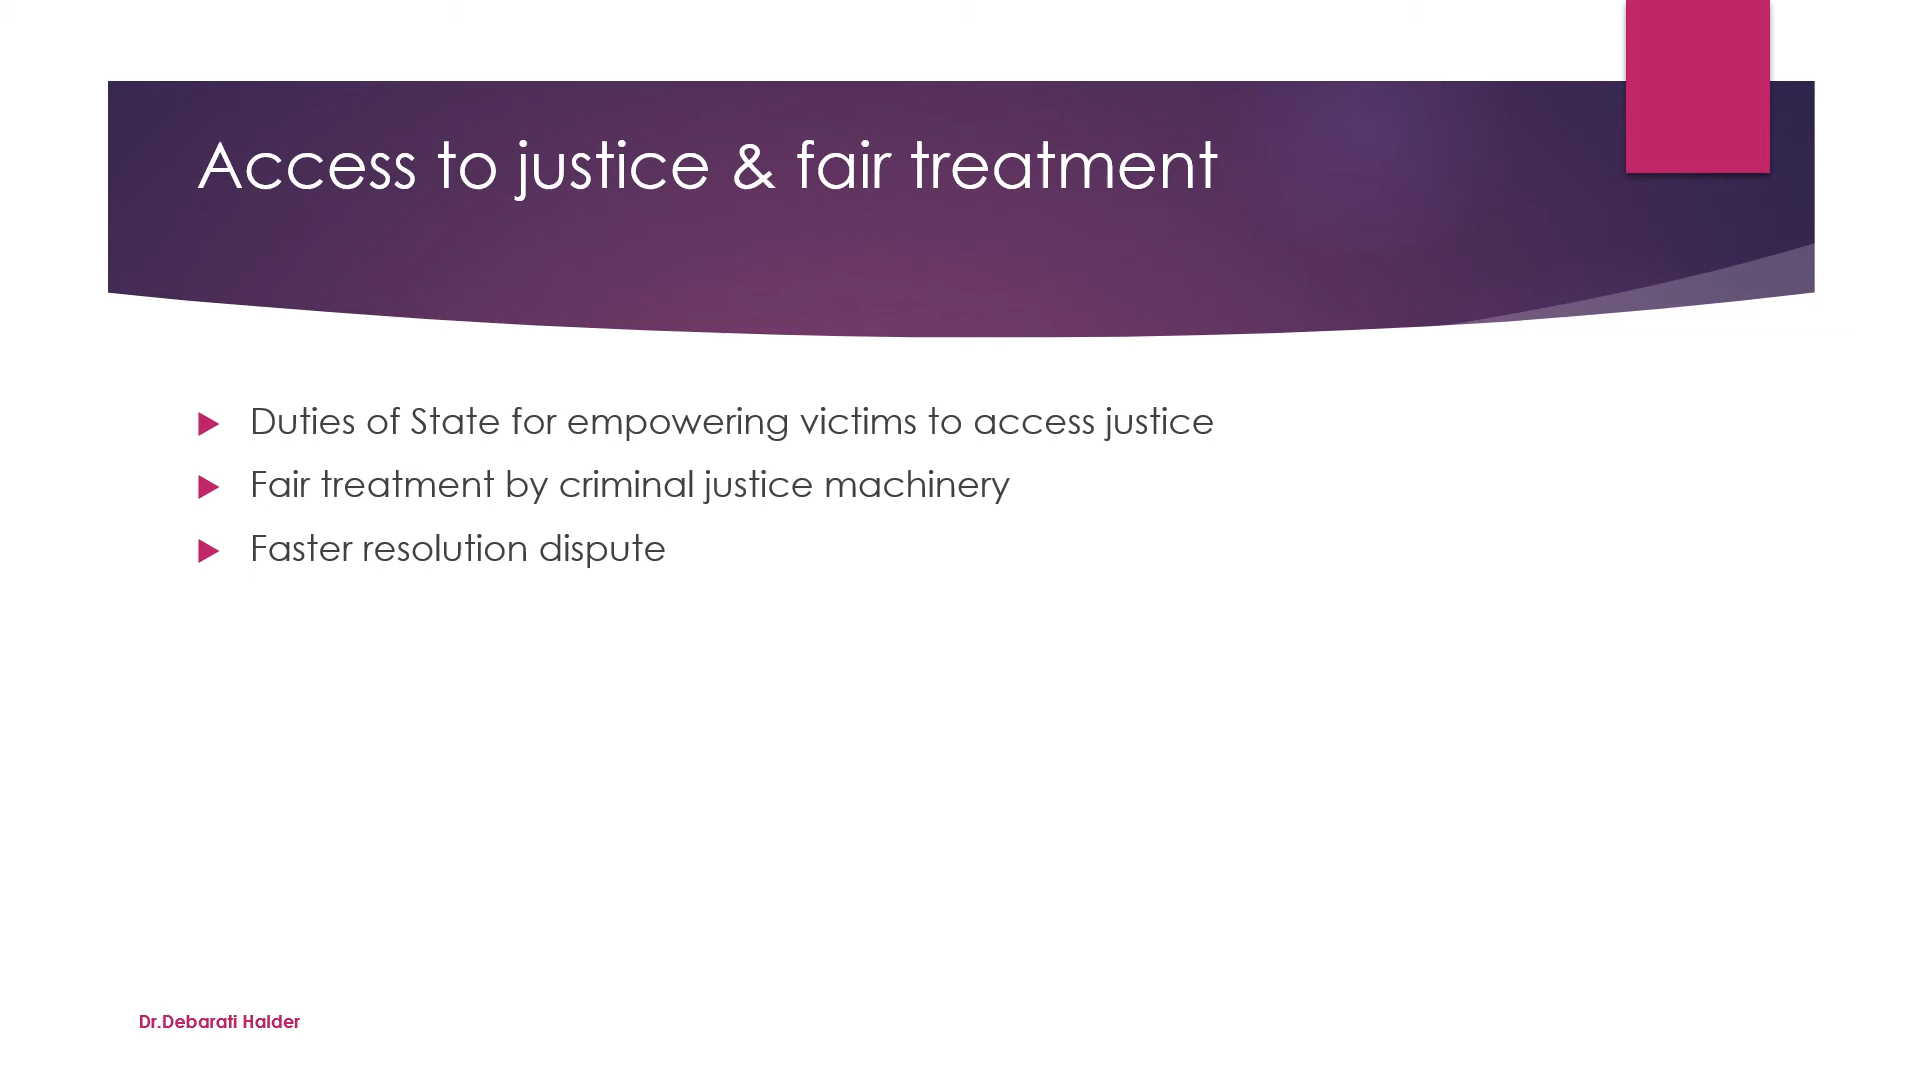 Access to justice & fair treatment
Duties of State for empowering victims to access justice
Fair treatment by criminal justice machinery
Faster resolution dispute
Dr.Debarati Halder